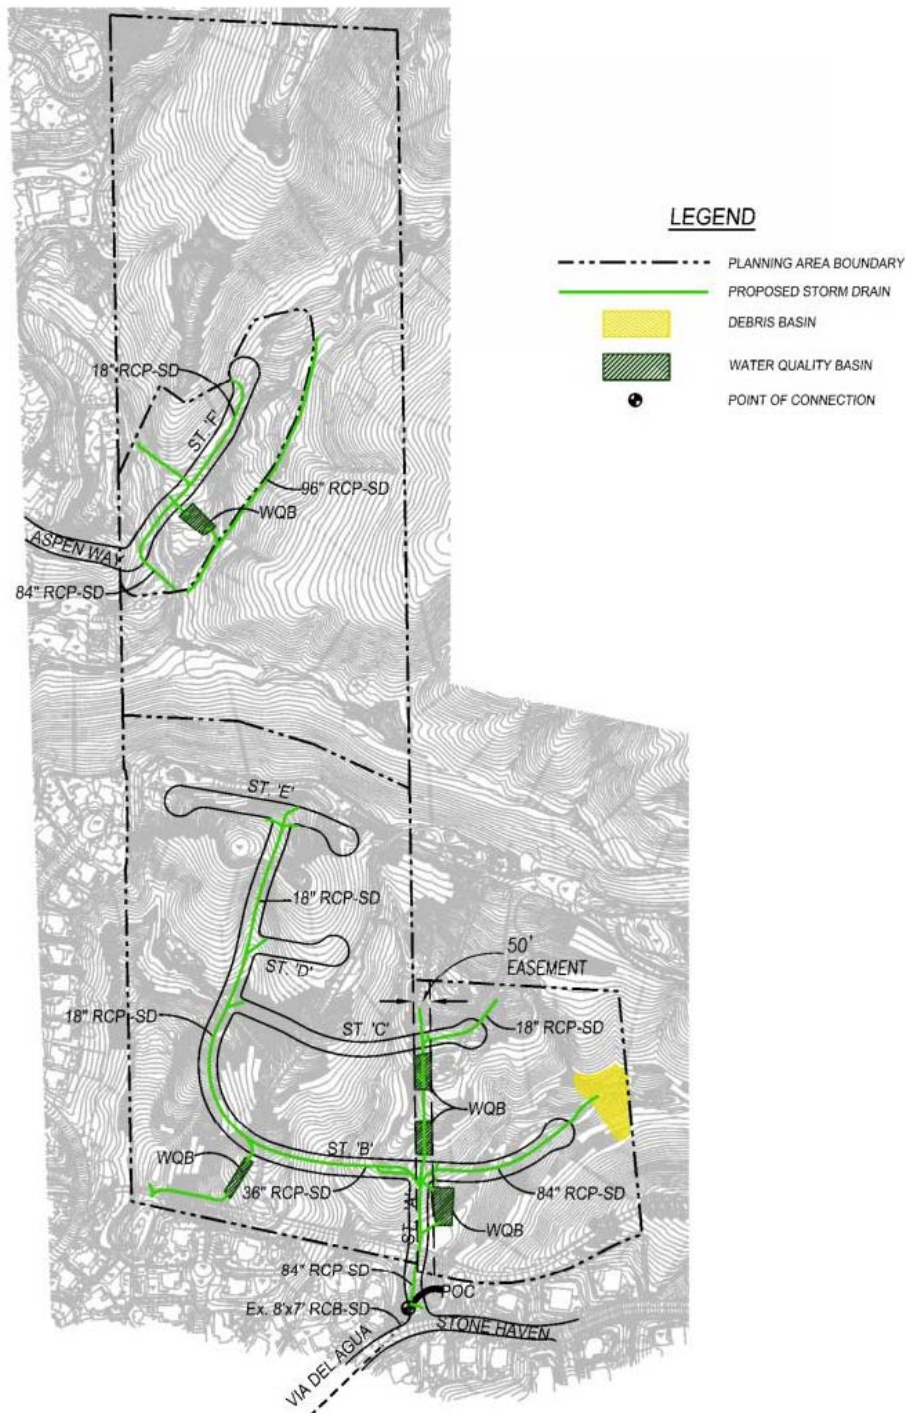 LEGEND
PLANNING AREA BOUNDARY
PROPOSED STORM DRAIN
DEBRIS BASIN
WATER QUALITY BASIN
POINT OF CONNECTION
18" RCP-SD
ST. 'F'
96" RCP-SD
WQB
ASPEN WAY
84" RCP-SD
ST. 'E'
18" RCP-SD
50'
EASEMENT
ST. 'D'
18" RCP-SD
ST. 'C'
18" RCP-SD
WQB
ST. 'B'
WQB
36" RCP-SD
84" RCP-SD
ST. 'A'
WQB
84" RCP-SD
POC
Ex. 8'x7' RCB-SD
STONE HAVEN
VIA DEL AGUA